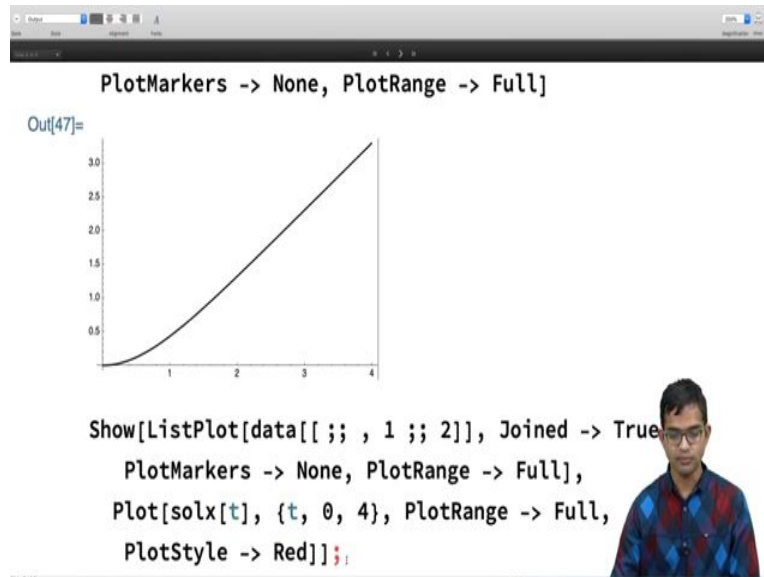 Output
200%
PlotMarkers -> None, PlotRange -> Full]
Out[47]=
3.0
2.5
2.0
1.5
1.0
0.5
1 2 3 4
Show[ListPlot[data[[ ;; , 1 ;; 2]], Joined -> True
PlotMarkers -> None, PlotRange -> Full],
Plot[solx[t], {t, 0, 4}, PlotRange -> Full,
PlotStyle -> Red]];